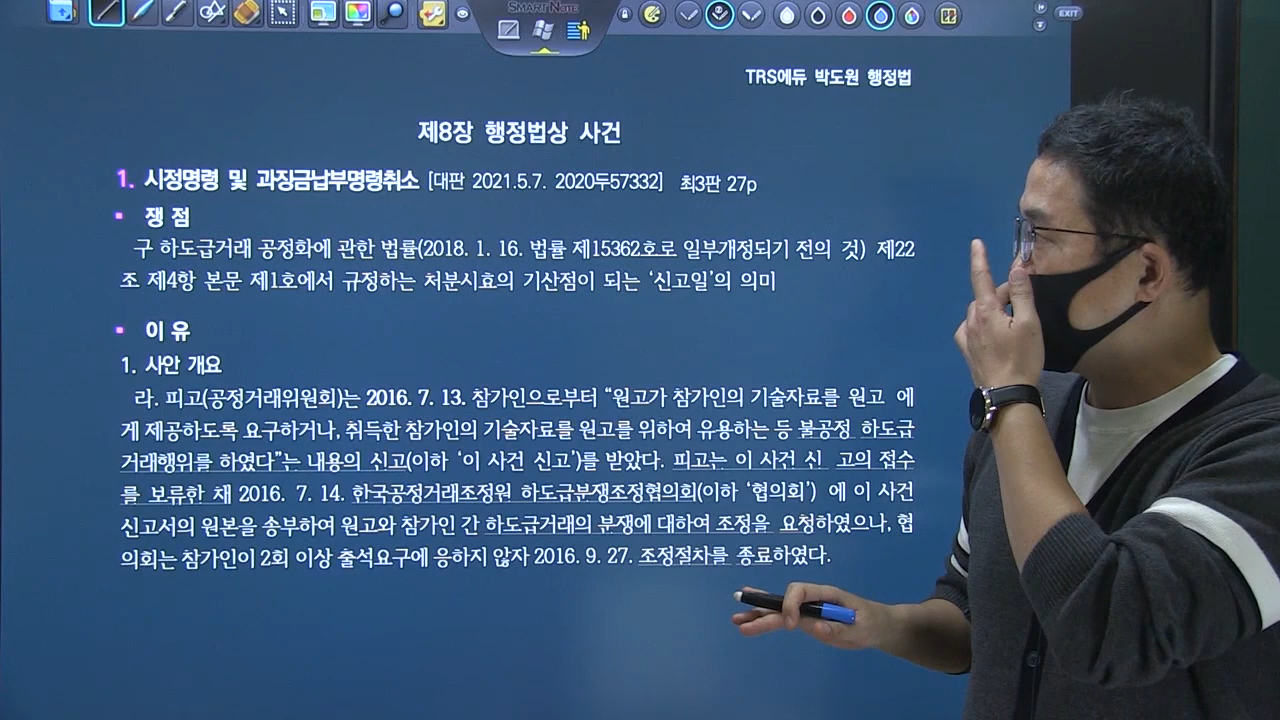 SMART NOTE
EXIT
TRS에듀 박도원 행정법
제8장 행정법상 사건
1. 시정명령 및 과징금납부명령취소 [대판 2021.5.7. 2020두57332] 최3판 27p
▪ 쟁 점
구 하도급거래 공정화에 관한 법률(2018. 1. 16. 법률 제15362호로 일부개정되기 전의 것) 제22
조 제4항 본문 제1호에서 규정하는 처분시효의 기산점이 되는 ‘신고일’의 의미
▪ 이 유
1. 사안 개요
라. 피고(공정거래위원회)는 2016. 7. 13. 참가인으로부터 “원고가 참가인의 기술자료를 원고 에
게 제공하도록 요구하거나, 취득한 참가인의 기술자료를 원고를 위하여 유용하는 등 불공정 하도급
거래행위를 하였다”는 내용의 신고(이하 ‘이 사건 신고’)를 받았다. 피고는 이 사건 신 고의 접수
를 보류한 채 2016. 7. 14. 한국공정거래조정원 하도급분쟁조정협의회(이하 ‘협의회’) 에 이 사건
신고서의 원본을 송부하여 원고와 참가인 간 하도급거래의 분쟁에 대하여 조정을 요청하였으나, 협
의회는 참가인이 2회 이상 출석요구에 응하지 않자 2016. 9. 27. 조정절차를 종료하였다.